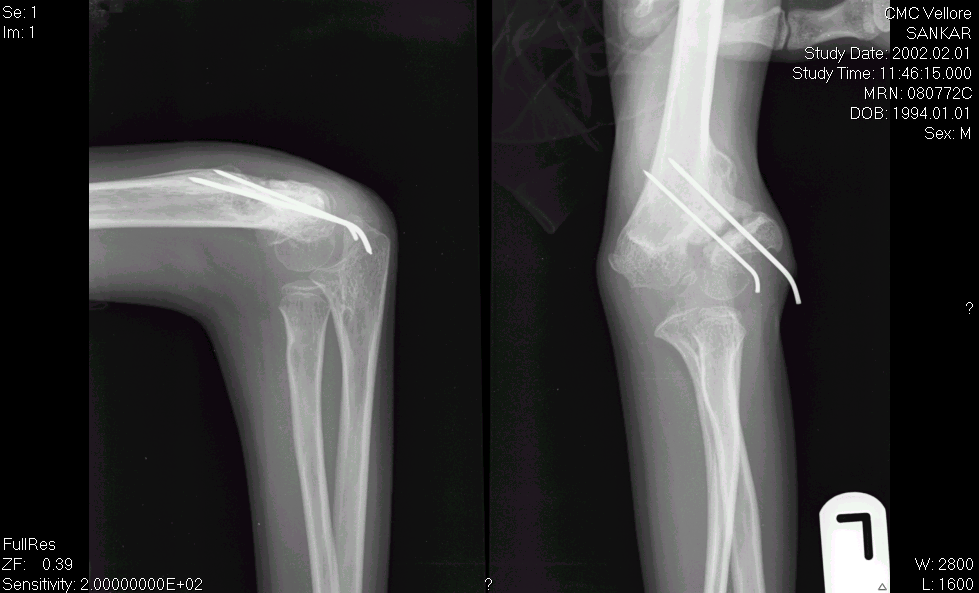 Se: 1
Im: 1
CMC Vellore
SANKAR
Study Date: 2002.02.01
Study Time: 11:46:15.000
MRN: 080772C
DOB: 1994.01.01
Sex: M
?
FullRes
ZF: 0.39
Sensitivity: 2.00000000E+02
?
L
W: 2800
L: 1600